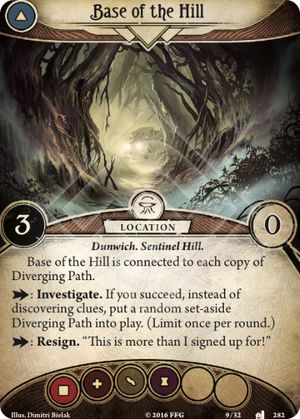 Base of the Hill
3
LOCATION
0
Dunwich. Sentinel Hill.
Base of the Hill is connected to each copy of
Diverging Path.
: Investigate. If you succeed, instead of
discovering clues, put a random set-aside
Diverging Path into play. (Limit once per round.)
: Resign. “This is more I signed up for!”
Illus. Dimitri Bielak
© 2016 FFG
9/32
282